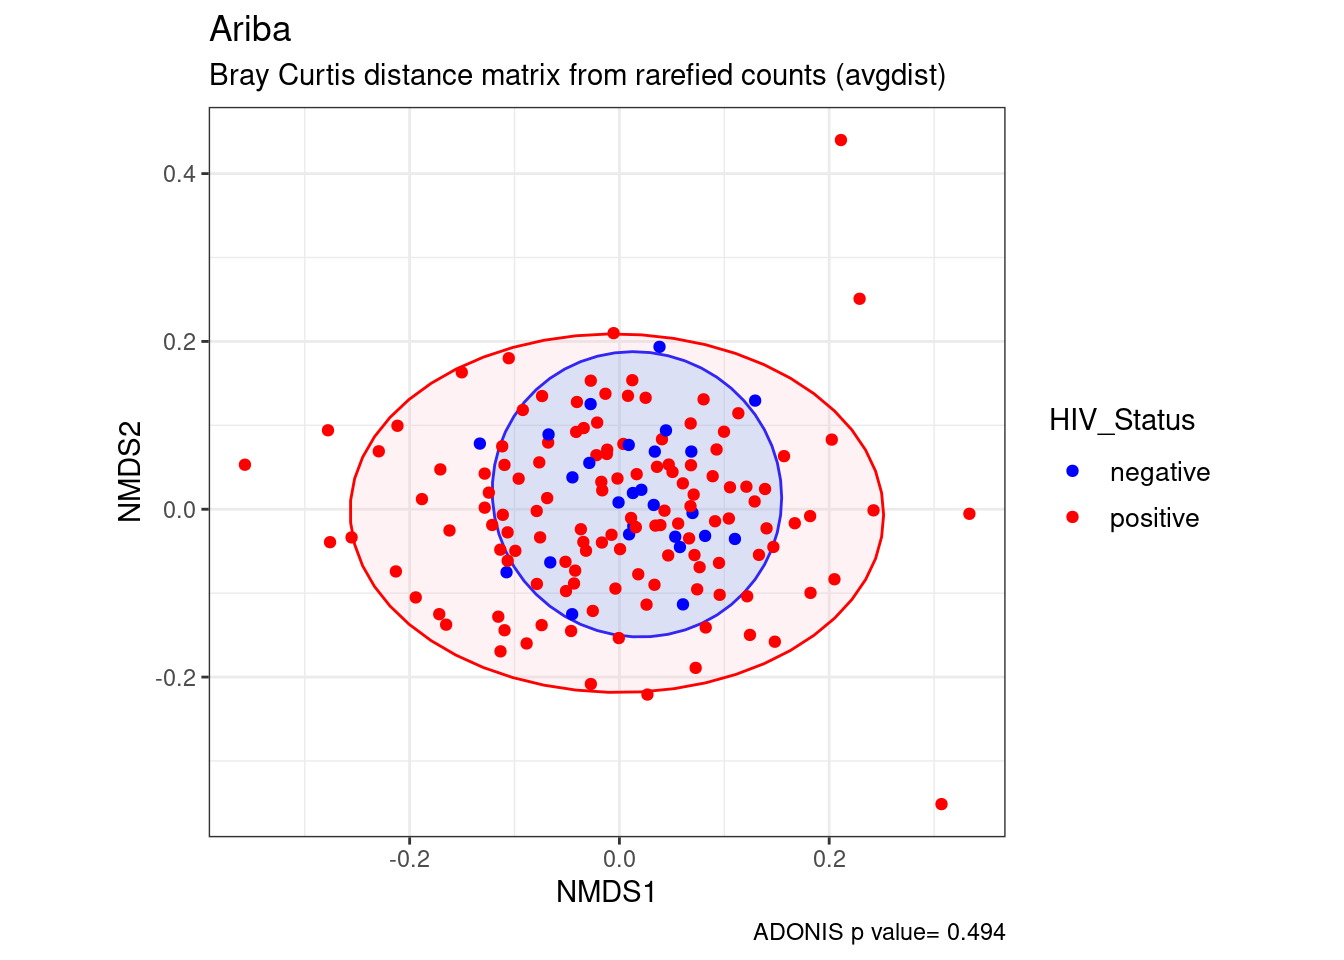 Ariba
Bray Curtis distance matrix from rarefied counts (avgdist)
0.4
0.2
0.0
-0.2
NMDS2
-0.2
0.0
0.2
NMDS1
HIV_Status
negative
positive
ADONIS p value= 0.494